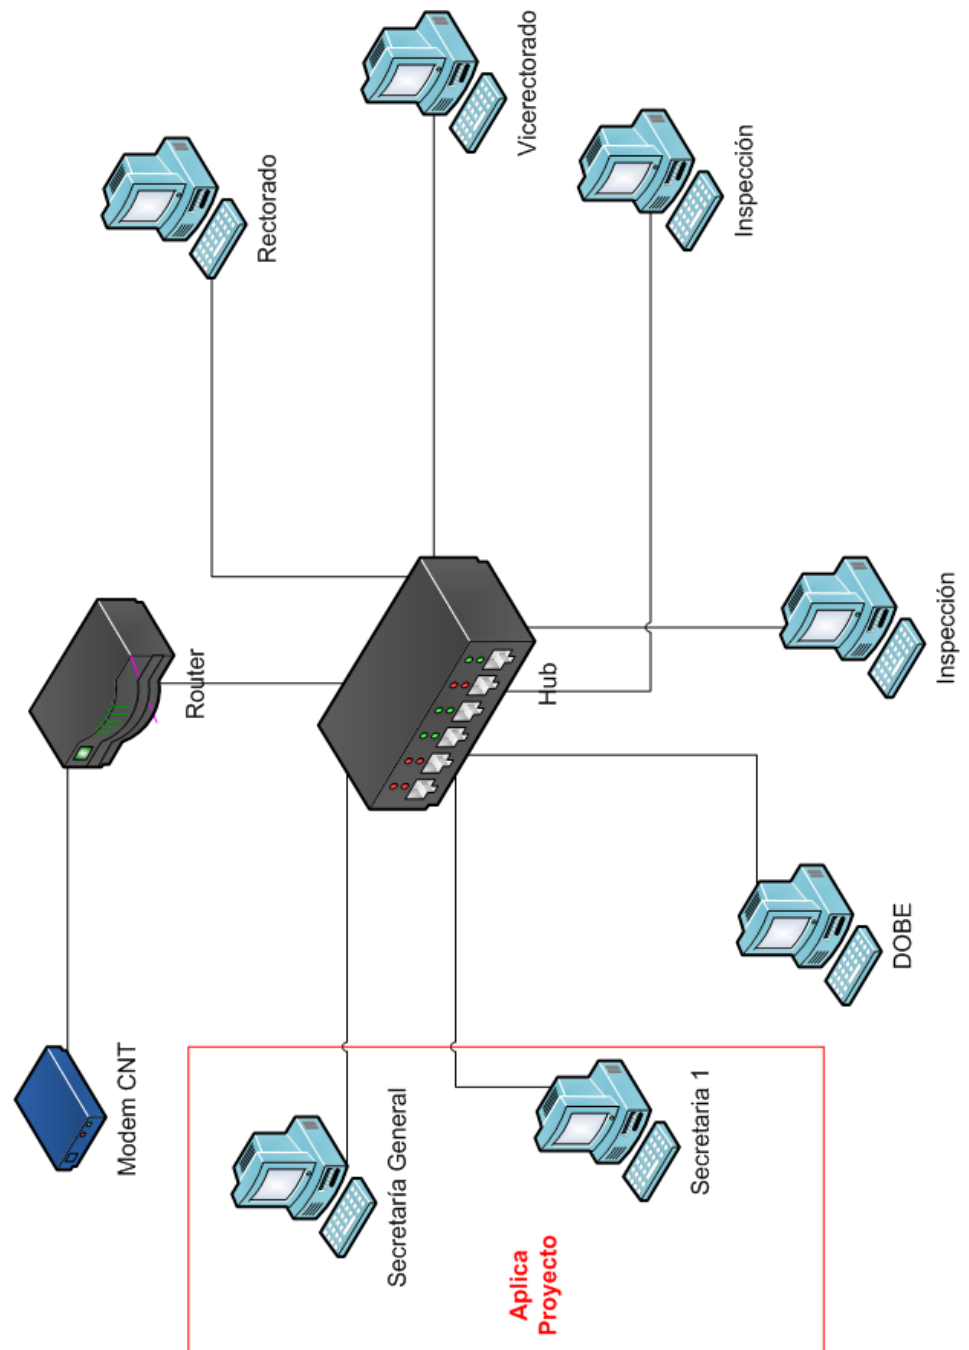 Modem CNT
Router
Rectorado
Secretaría General
Vicerectorado
Aplica
Proyecto
Hub
Secretaria 1
Inspección
DOBE
Inspección